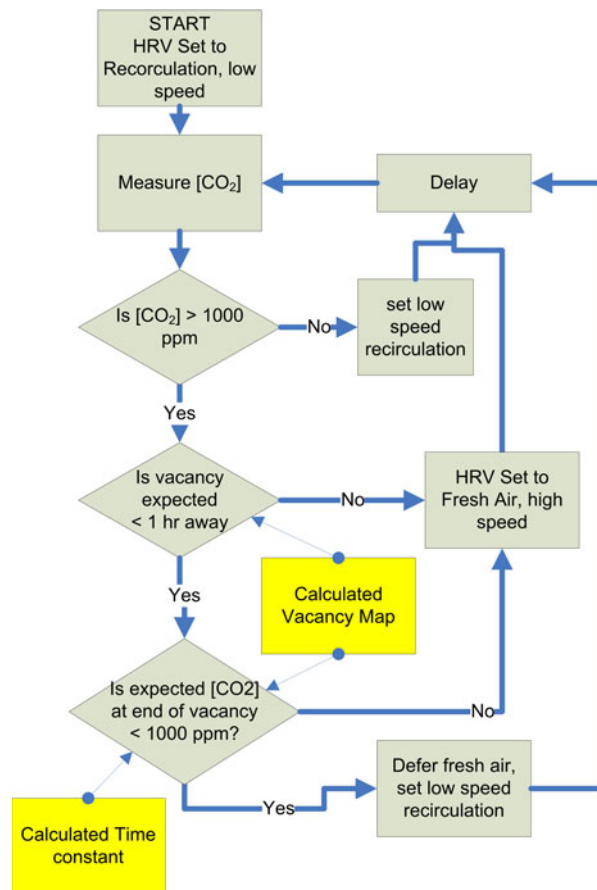 START
HRV Set to
Recorculation, low
speed
Measure [CO₂]
Delay
Is [CO₂] > 1000
ppm
No
set low
speed
recirculation
Yes
Is vacancy
expected
< 1 hr away
No
HRV Set to
Fresh Air, high
speed
Yes
Calculated
Vacancy Map
Is expected [CO2]
at end of vacancy
< 1000 ppm?
No
Defer fresh air,
set low speed
recirculation
Yes
Calculated Time
constant